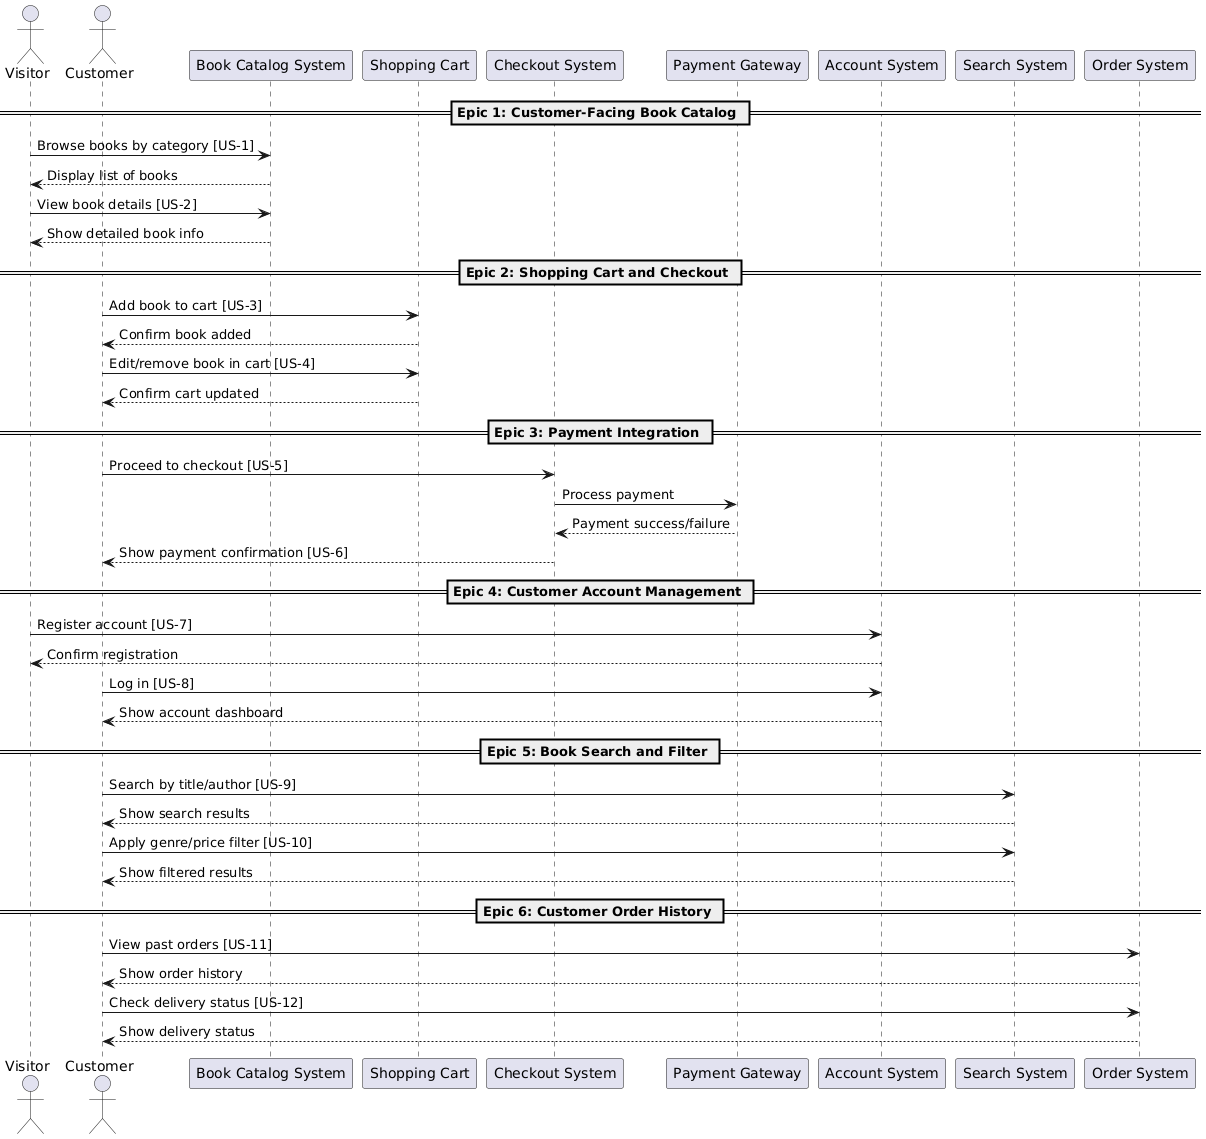 Visitor
Customer
Book Catalog System
Shopping Cart
Checkout System
Payment Gateway
Account System
Search System
Order System
Epic 1: Customer-Facing Book Catalog
Browse books by category [US-1]
Display list of books
View book details [US-2]
Show detailed book info
Epic 2: Shopping Cart and Checkout
Add book to cart [US-3]
Confirm book added
Edit/remove book in cart [US-4]
Confirm cart updated
Epic 3: Payment Integration
Proceed to checkout [US-5]
Process payment
Payment success/failure
Show payment confirmation [US-6]
Epic 4: Customer Account Management
Register account [US-7]
Confirm registration
Log in [US-8]
Show account dashboard
Epic 5: Book Search and Filter
Search by title/author [US-9]
Show search results
Apply genre/price filter [US-10]
Show filtered results
Epic 6: Customer Order History
View past orders [US-11]
Show order history
Check delivery status [US-12]
Show delivery status
Visitor
Customer
Book Catalog System
Shopping Cart
Checkout System
Payment Gateway
Account System
Search System
Order System